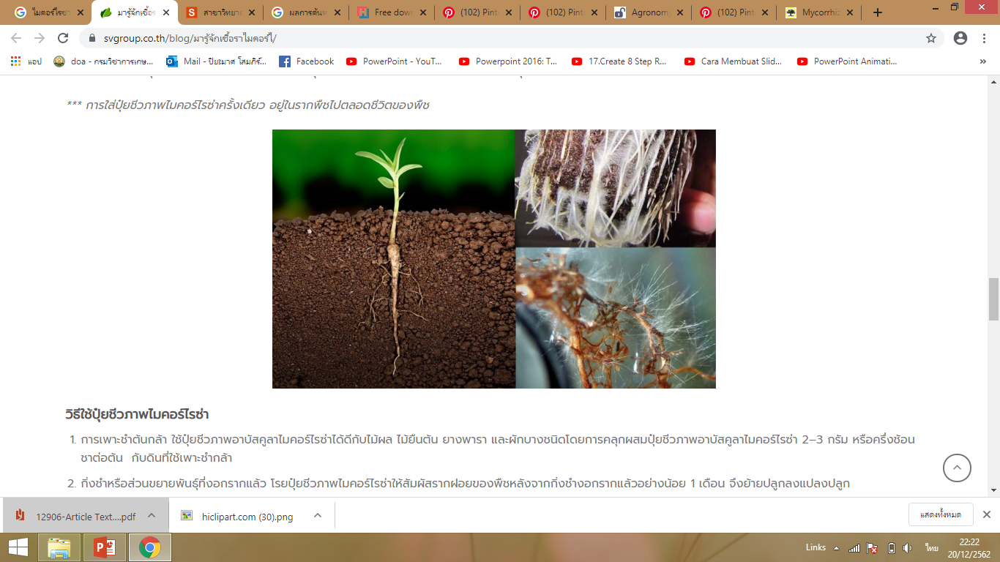 ไมคอร์ไรซ่า
มารู้จักเชื้อรา
สาขาวิทยา
ผลการค้นห
Free dow
(102) Pint
(102) Pint
Agronomy
(102) Pint
Mycorrhiz
svgroup.co.th/blog/มารู้จักเชื้อราไมคอร์ไ/
แอป
doa - กรมวิชาการเกษ...
Mail - ปิยะมาศ โสมภีร์...
Facebook
PowerPoint - YouT...
Powerpoint 2016: T...
17.Create 8 Step R...
Cara Membuat Slid...
PowerPoint Animati...
»
*** การใส่ปุ๋ยชีวภาพไมคอร์ไรซ่าครั้งเดียว อยู่ในรากพืชไปตลอดชีวิตของพืช
วิธีใช้ปุ๋ยชีวภาพไมคอร์ไรซ่า
1. การเพาะชำต้นกล้า ใช้ปุ๋ยชีวภาพอาบัสคูลาไมคอร์ไรซ่าได้ดีกับไม้ผล ไม้ยืนต้น ยางพารา และผักบางชนิดโดยการคลุกผสมปุ๋ยชีวภาพอาบัสคูลาไมคอร์ไรซ่า 2–3 กรัม หรือครึ่งช้อน
ชาต่อต้น กับดินที่ใช้เพาะชำกล้า
2. กิ่งชำหรือส่วนขยายพันธุ์ที่งอกรากแล้ว โรยปุ๋ยชีวภาพไมคอร์ไรซ่าให้สัมผัสรากฝอยของพืชหลังจากกิ่งชำงอกรากแล้วอย่างน้อย 1 เดือน จึงย้ายปลูกลงแปลงปลูก
12906-Article Text....pdf
hiclipart.com (30).png
แสดงทั้งหมด
Links
ไทย
22:22
20/12/2562